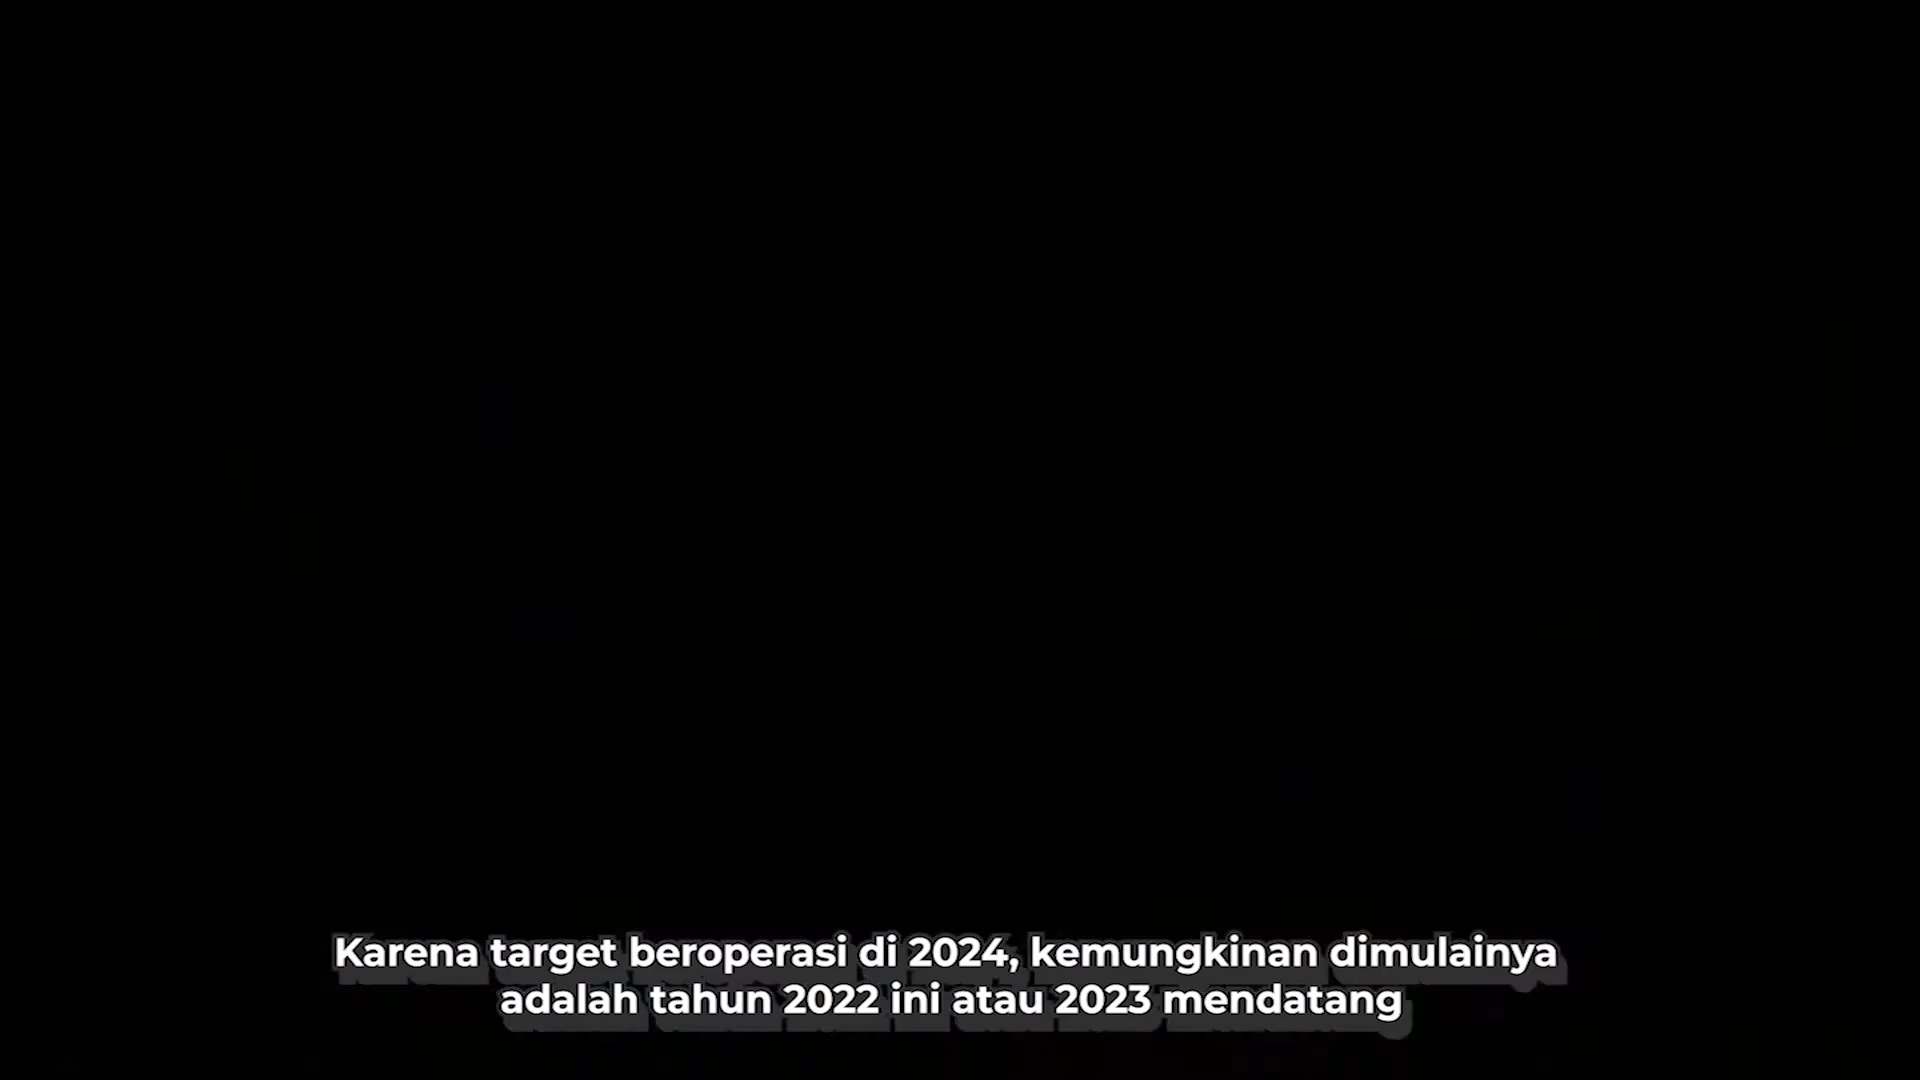 Karena target beroperasi di 2024, kemungkinan dimulainya
adalah tahun 2022 ini atau 2023 mendatang